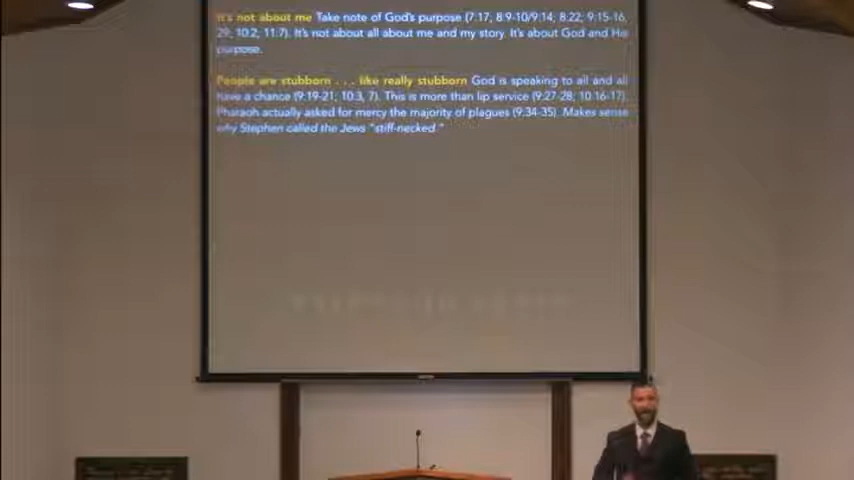 It's not about me Take note of God's purpose (7:17; 8:9-10/9:14; 8:22; 9:15-16,
29; 10:2; 11:7). It's not about all about me and my story. It's about God and His
purpose.
People are stubborn . . . like really stubborn God is speaking to all and all
have a chance (9:19-21; 10:3, 7). This is more than lip service (9:27-28; 10:16-17).
Pharaoh actually asked for mercy the majority of plagues (9:34-35). Makes sense
why Stephen called the Jews "stiff-necked."